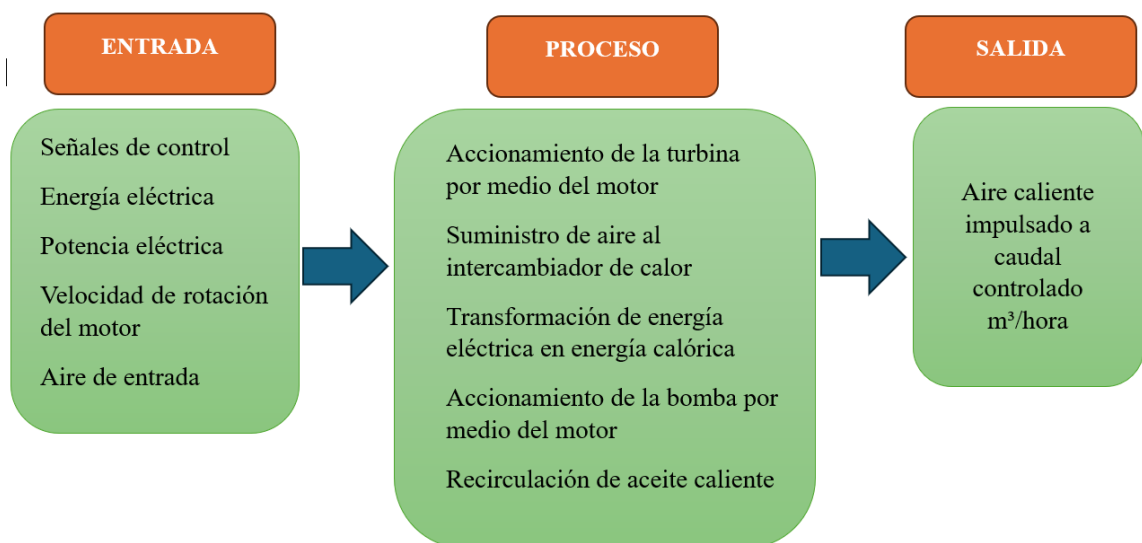 ENTRADA
Señales de control
Energía eléctrica
Potencia eléctrica
Velocidad de rotación
del motor
Aire de entrada
PROCESO
Accionamiento de la turbina
por medio del motor
Suministro de aire al
intercambiador de calor
Transformación de energía
eléctrica en energía calórica
Accionamiento de la bomba por
medio del motor
Recirculación de aceite caliente
SALIDA
Aire caliente
impulsado a
caudal
controlado
m³/hora